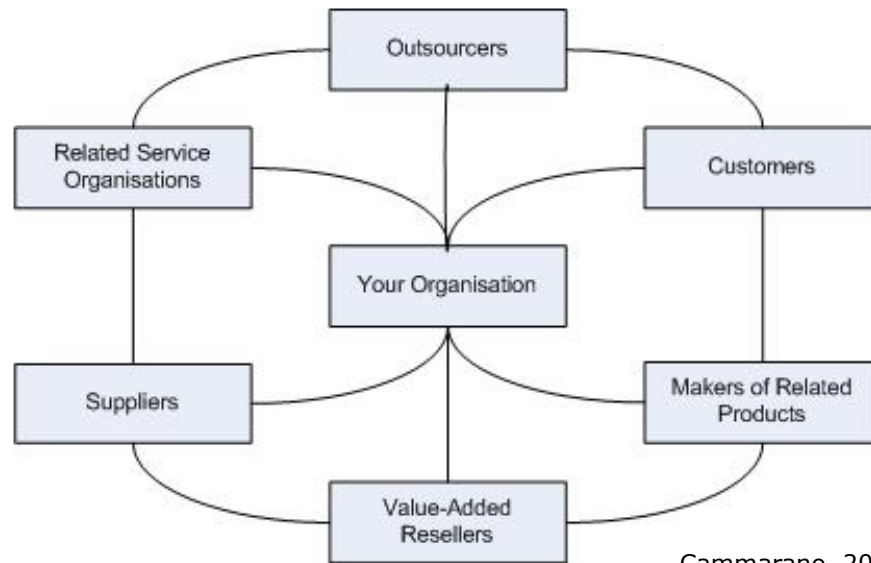 Outsourcers
Related Service
Organisations
Customers
Your Organisation
Suppliers
Makers of Related
Products
Value-Added
Resellers